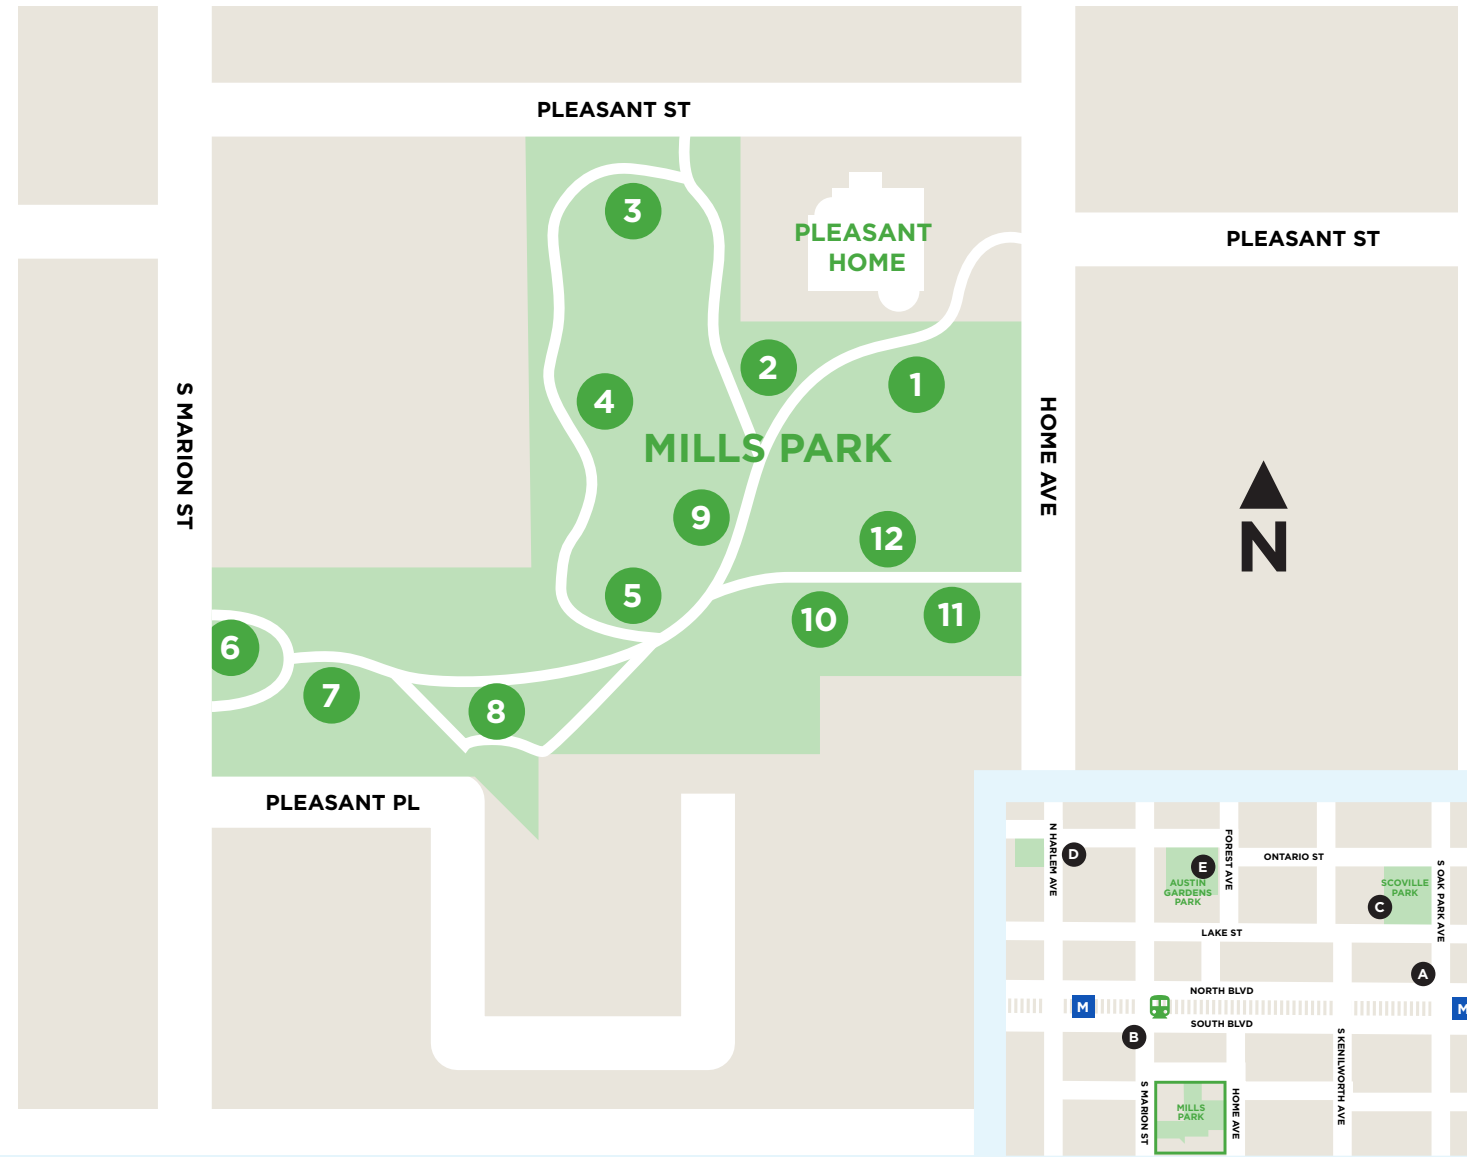 PLEASANT ST
3
PLEASANT
HOME
PLEASANT ST
2
1
4
S MARION ST
HOME AVE
MILLS PARK
9
12
N
5
10
11
6
7
8
PLEASANT PL
N HARLEM AVE
D
E
FOREST AVE
ONTARIO ST
AUSTIN
GARDENS
PARK
SCOVILLE
PARK
C
S OAK PARK AVE
LAKE ST
A
NORTH BLVD
M
M
SOUTH BLVD
B
S KENILWORTH AVE
S MARION ST
MILLS
PARK
HOME AVE